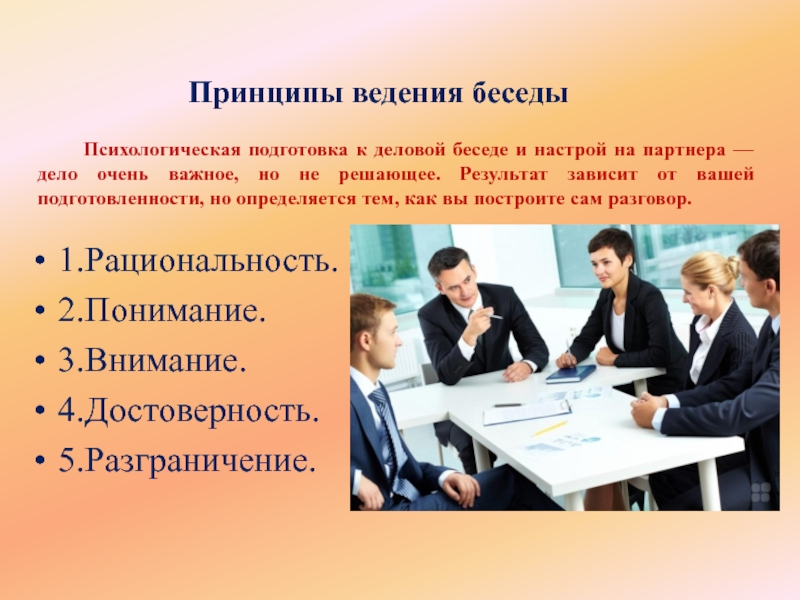 Принципы ведения беседы
Психологическая подготовка к деловой беседе и настрой на партнера —
дело очень важное, но не решающее. Результат зависит от вашей
подготовленности, но определяется тем, как вы построите сам разговор.
• 1.Рациональность.
• 2.Понимание.
• 3.Внимание.
• 4.Достоверность.
• 5.Разграничение.